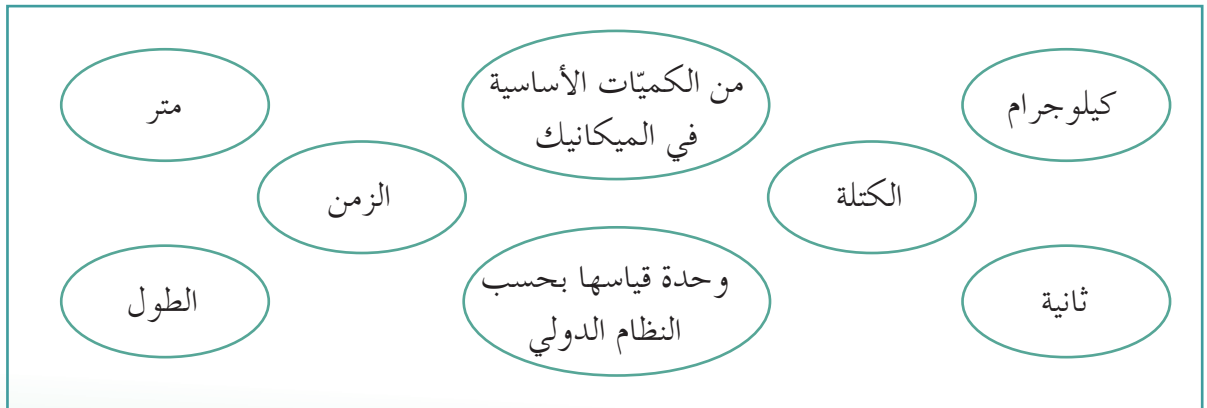 كيلوجرام
من الكميّات الأساسية
في الميكانيك
متر
الكتلة
الزمن
ثانية
وحدة قياسها بحسب
النظام الدولي
الطول